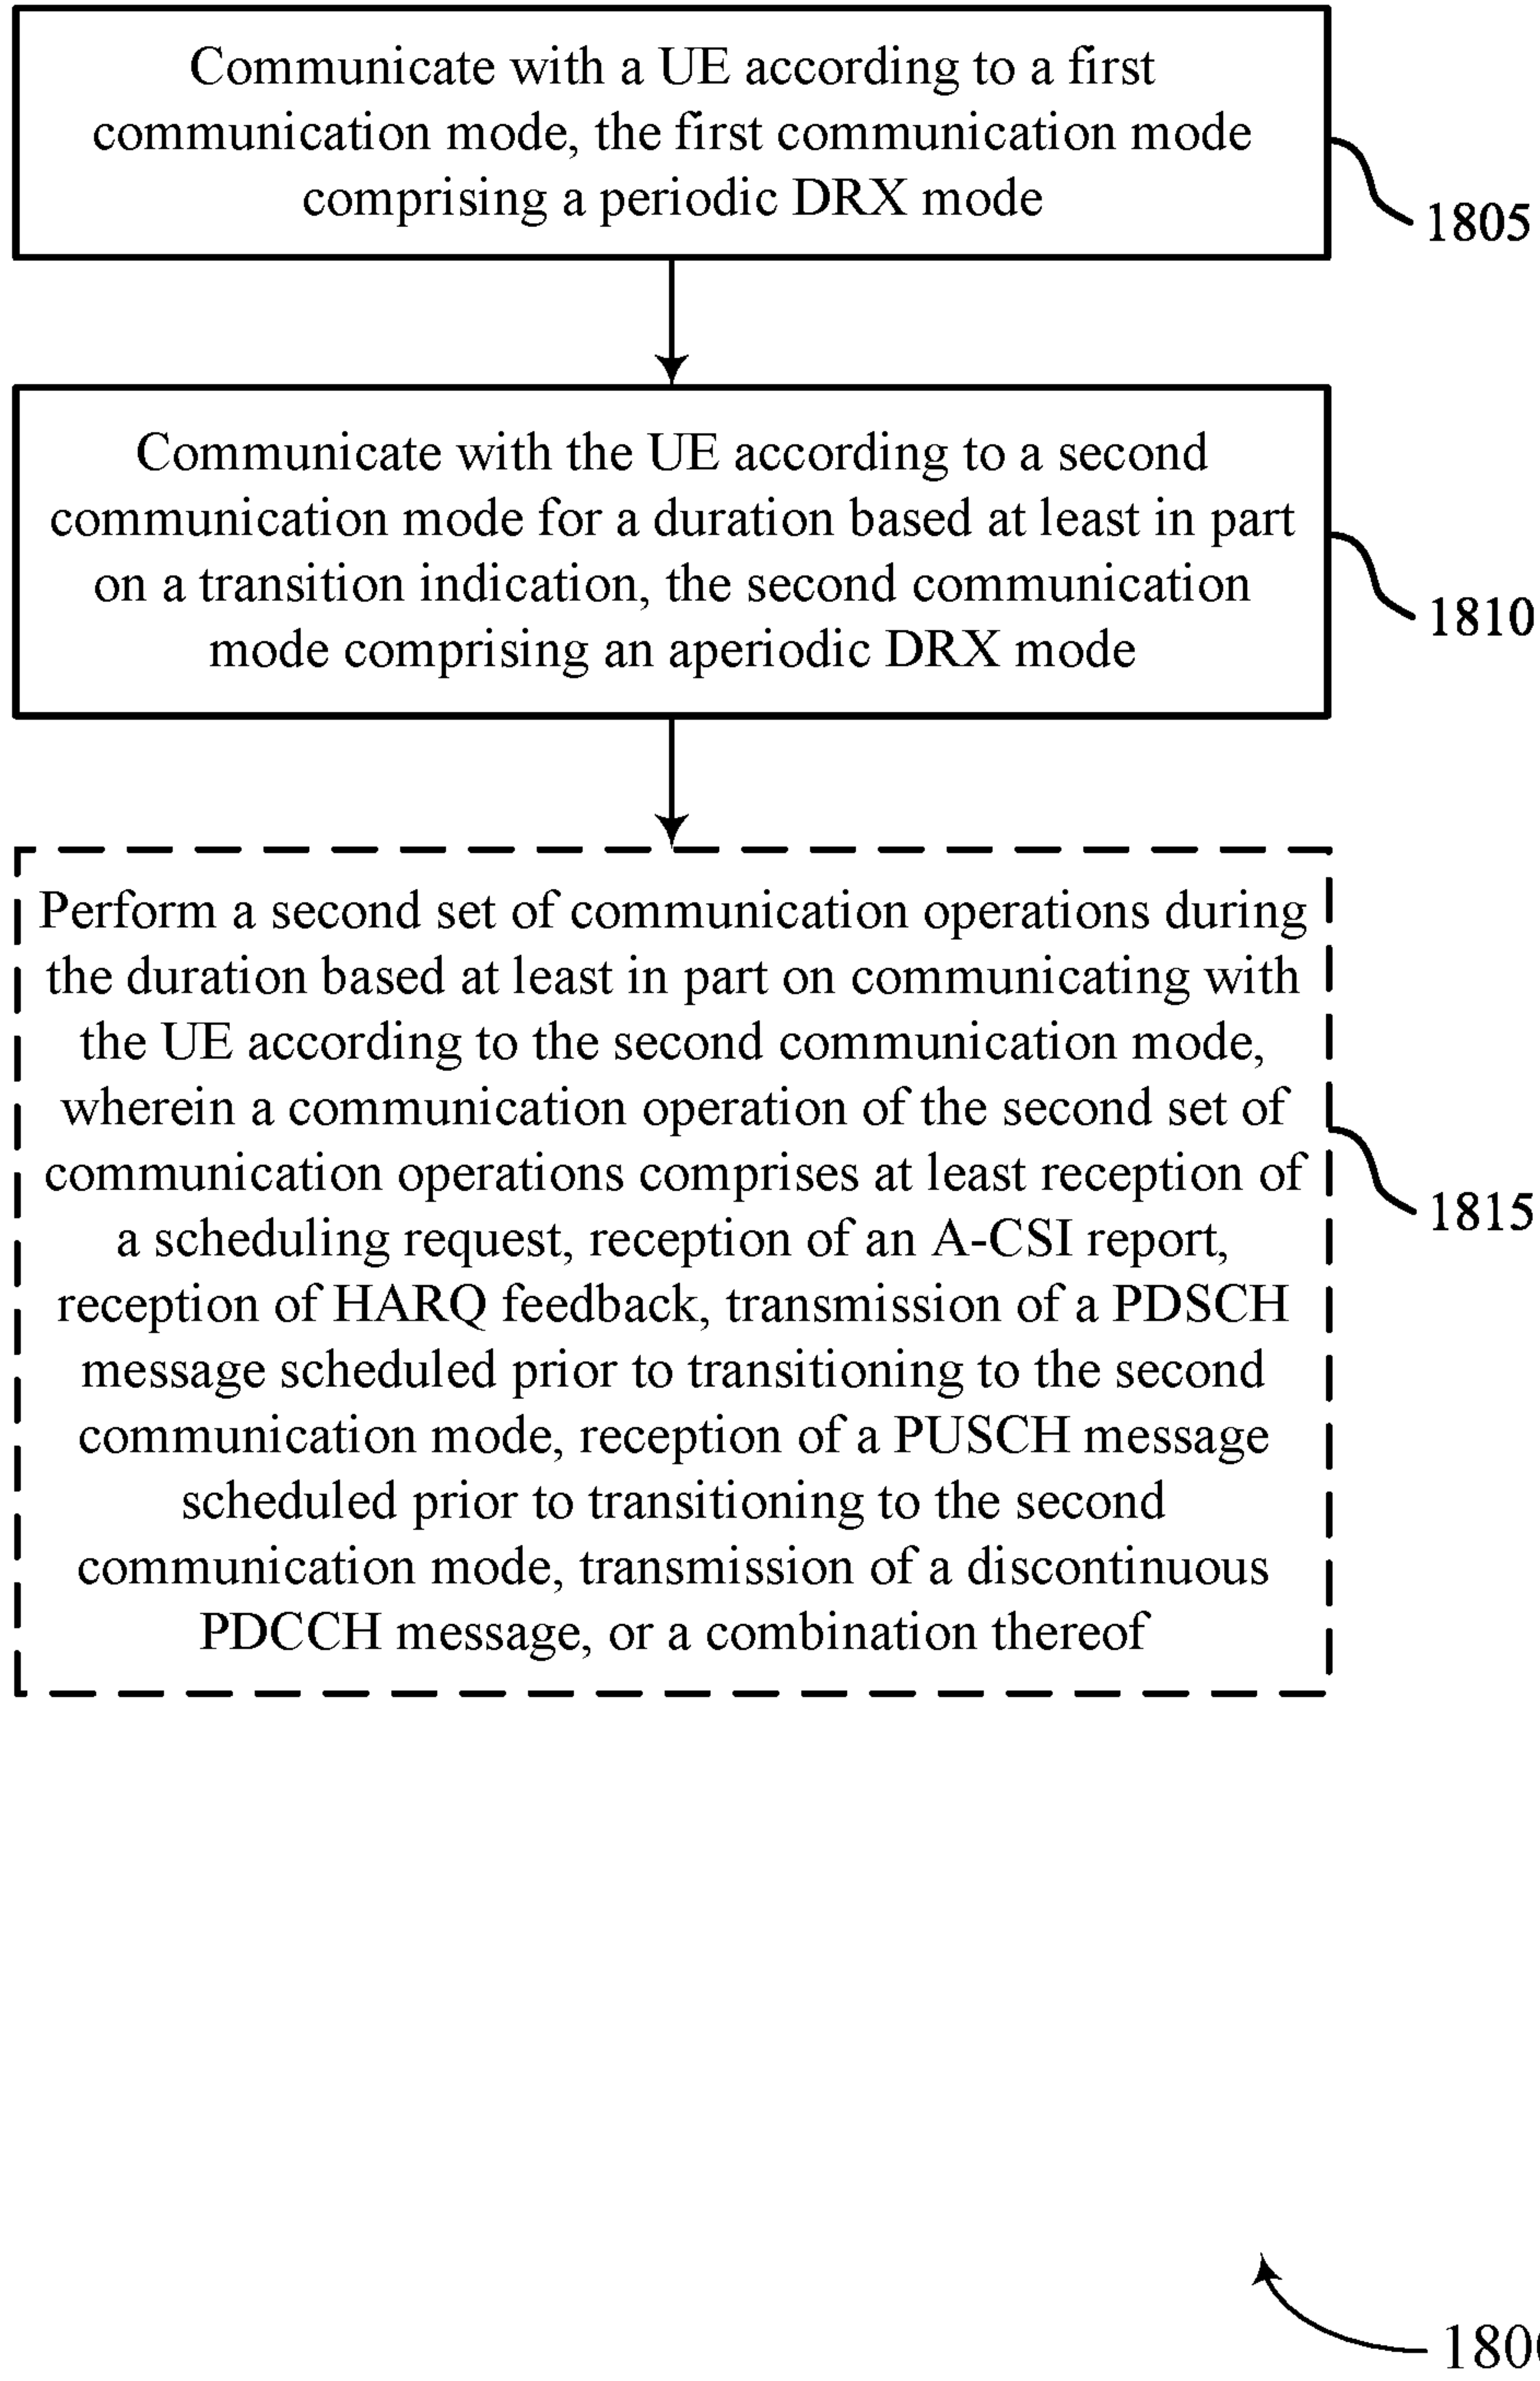 Communicate with a UE according to a first
communication mode, the first communication mode
comprising a periodic DRX mode
1805
Communicate with the UE according to a second
communication mode for a duration based at least in part
on a transition indication, the second communication
mode comprising an aperiodic DRX mode
1810
Perform a second set of communication operations during
the duration based at least in part on communicating with
the UE according to the second communication mode,
wherein a communication operation of the second set of
communication operations comprises at least reception of
a scheduling request, reception of an A-CSI report,
reception of HARQ feedback, transmission of a PDSCH
message scheduled prior to transitioning to the second
communication mode, reception of a PUSCH message
scheduled prior to transitioning to the second
communication mode, transmission of a discontinuous
PDCCH message, or a combination thereof
1815
1800